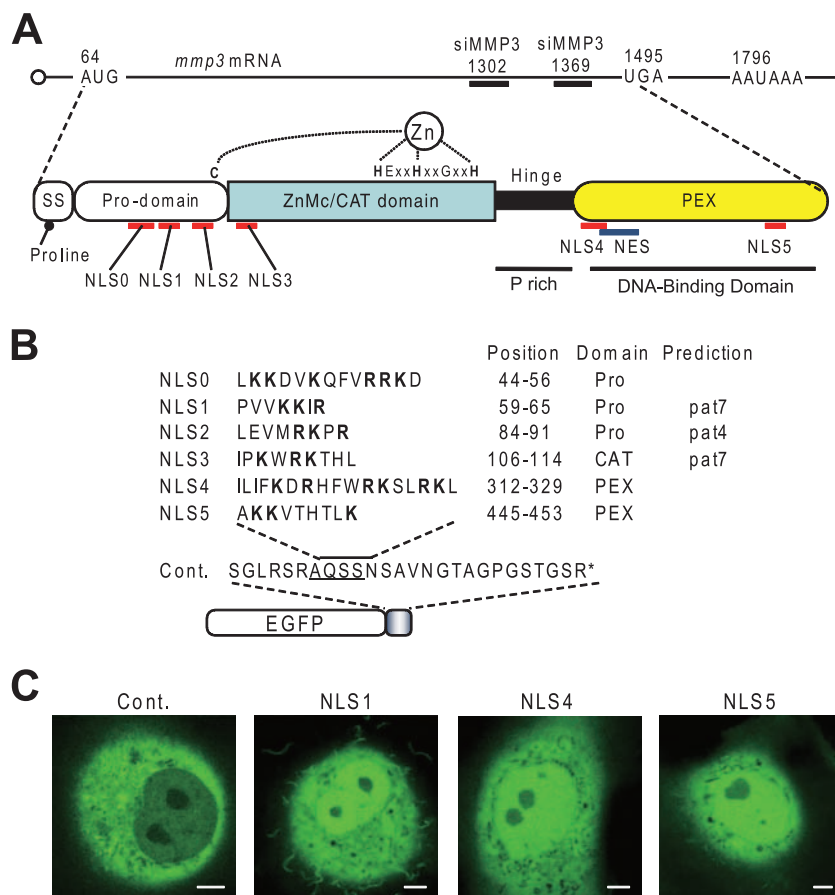 A
64
AUG
mmp3 mRNA
siMMP3
1302
siMMP3
1369
1495
UGA
1796
AAUAAA
Zn
C
HExxHxxGxxH
Hinge
SS
Pro-domain
ZnMc/CAT domain
PEX
Proline
NLS0
NLS1
NLS2
NLS3
NLS4
NES
NLS5
P rich
DNA-Binding Domain
B
Position Domain Prediction
NLS0 LKKDVKQFVRRKD 44-56 Pro
NLS1 PVVKKIR 59-65 Pro pat7
NLS2 LEVMRKPR 84-91 Pro pat4
NLS3 IPKWRKTHL 106-114 CAT pat7
NLS4 ILIFKDRHFWRKSLRKL 312-329 PEX
NLS5 AKKVTHTLK 445-453 PEX
Cont. SGLRSRAQSSNSAVNGTAGPGSTGSR*
EGFP
C
Cont. NLS1 NLS4 NLS5